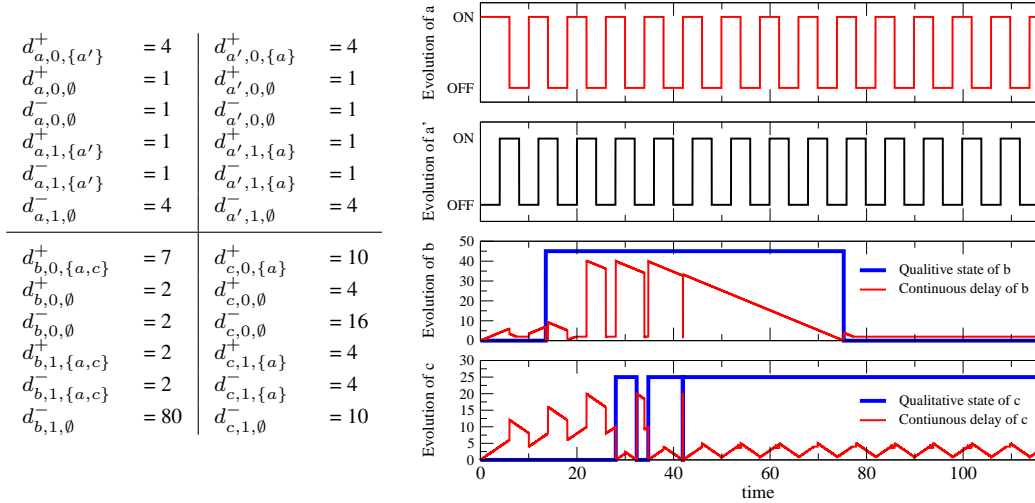 d⁺a,0,{a′} = 4 d⁺a′,0,{a} = 4
d⁺a,0,∅ = 1 d⁺a′,0,∅ = 1
d⁻a,0,∅ = 1 d⁻a′,0,∅ = 1
d⁺a,1,{a′} = 1 d⁺a′,1,{a} = 1
d⁻a,1,{a′} = 1 d⁻a′,1,{a} = 1
d⁻a,1,∅ = 4 d⁻a′,1,∅ = 4
d⁺b,0,{a,c} = 7 d⁺c,0,{a} = 10
d⁺b,0,∅ = 2 d⁺c,0,∅ = 4
d⁻b,0,∅ = 2 d⁻c,0,∅ = 16
d⁺b,1,{a,c} = 2 d⁺c,1,{a} = 4
d⁻b,1,{a,c} = 2 d⁻c,1,{a} = 4
d⁻b,1,∅ = 80 d⁻c,1,∅ = 10
Evolution of a
ON
OFF
Evolution of a'
ON
OFF
Evolution of b
50
40
30
20
10
0
Qualitive state of b
Continuous delay of b
Evolution of c
30
25
20
15
10
5
0
Qualitative state of c
Contiuous delay of c
0 20 40 60 80 100
time